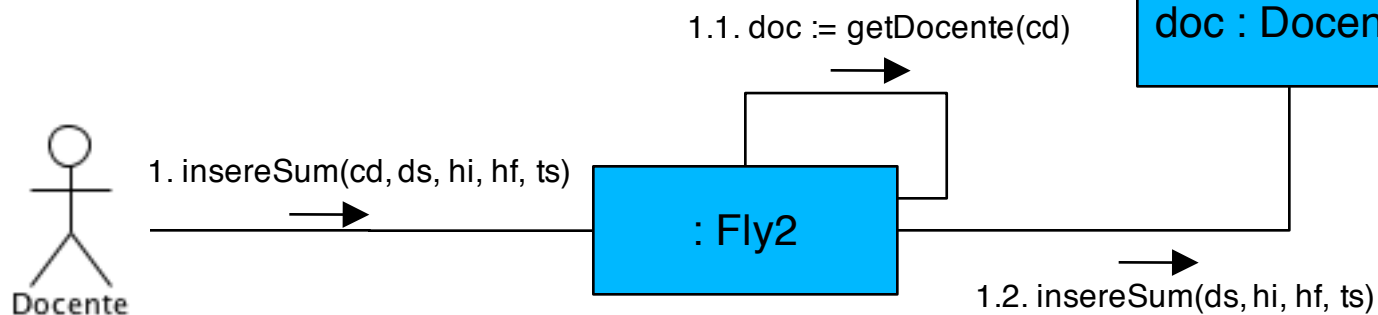 1.1. doc := getDocente(cd)
doc : Docen
1. insereSum(cd, ds, hi, hf, ts)
: Fly2
1.2. insereSum(ds, hi, hf, ts)
Docente